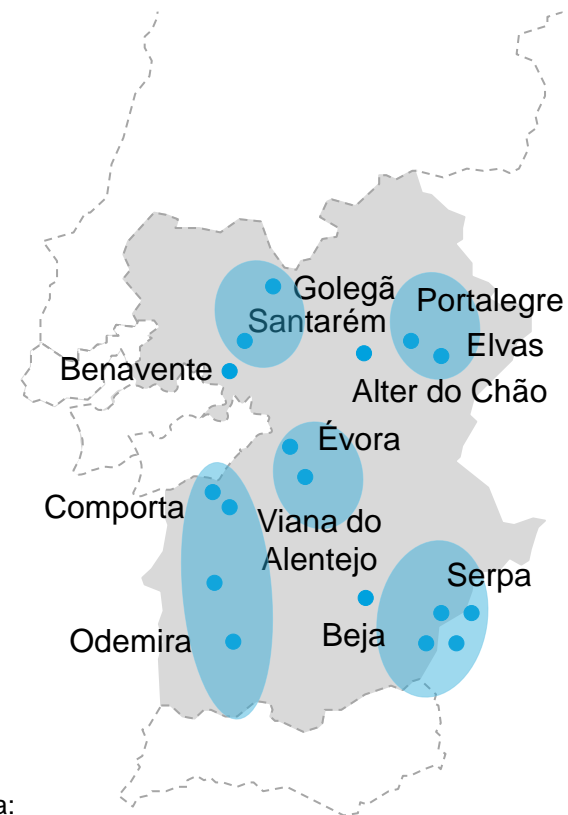 Golegã
Portalegre
Santarém
Elvas
Benavente
Alter do Chão
Évora
Comporta
Viana do
Alentejo
Serpa
Odemira
Beja
a: